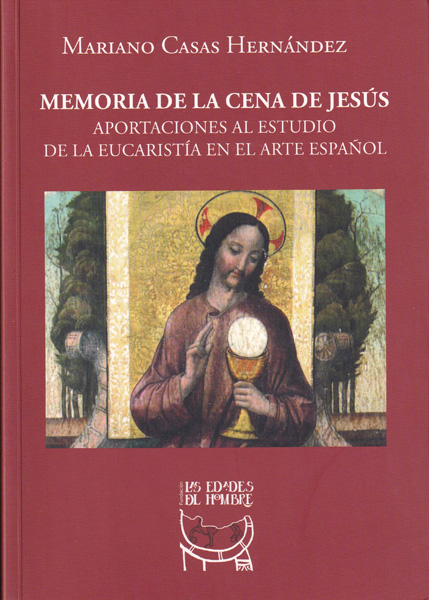 MARIANO CASAS HERNÁNDEZ
MEMORIA DE LA CENA DE JESÚS
APORTACIONES AL ESTUDIO
DE LA EUCARISTÍA EN EL ARTE ESPAÑOL
Fundación
LAS EDADES
DEL HOMBRE